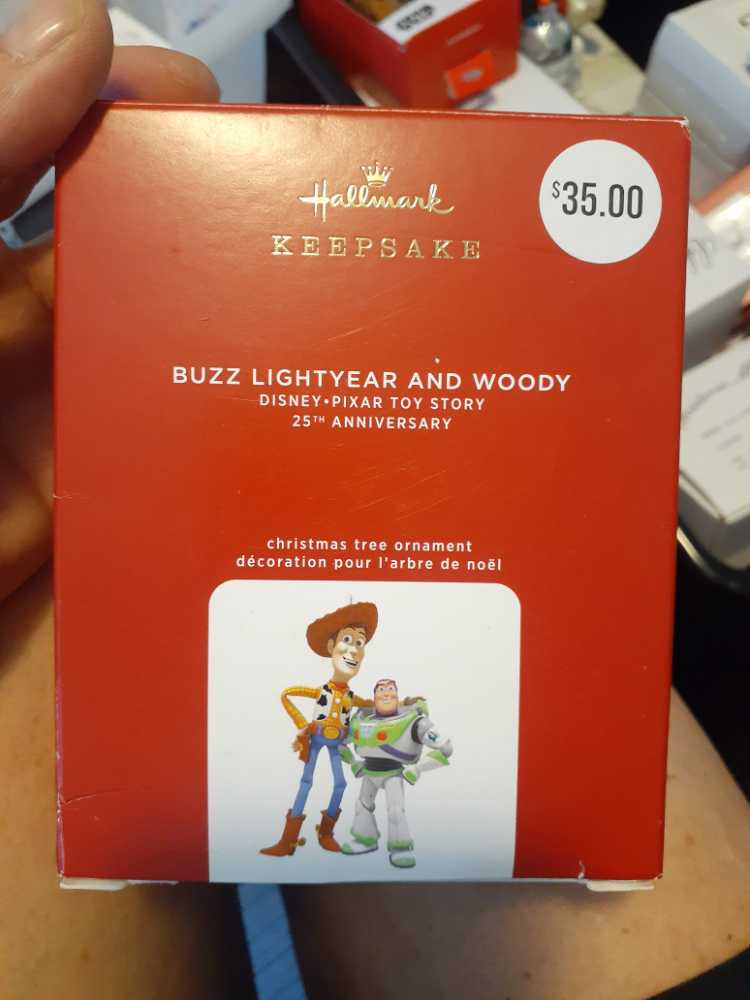 Hallmark
KEEPSAKE
$35.00
BUZZ LIGHTYEAR AND WOODY
DISNEY•PIXAR TOY STORY
25TH ANNIVERSARY
christmas tree ornament
décoration pour l'arbre de noël